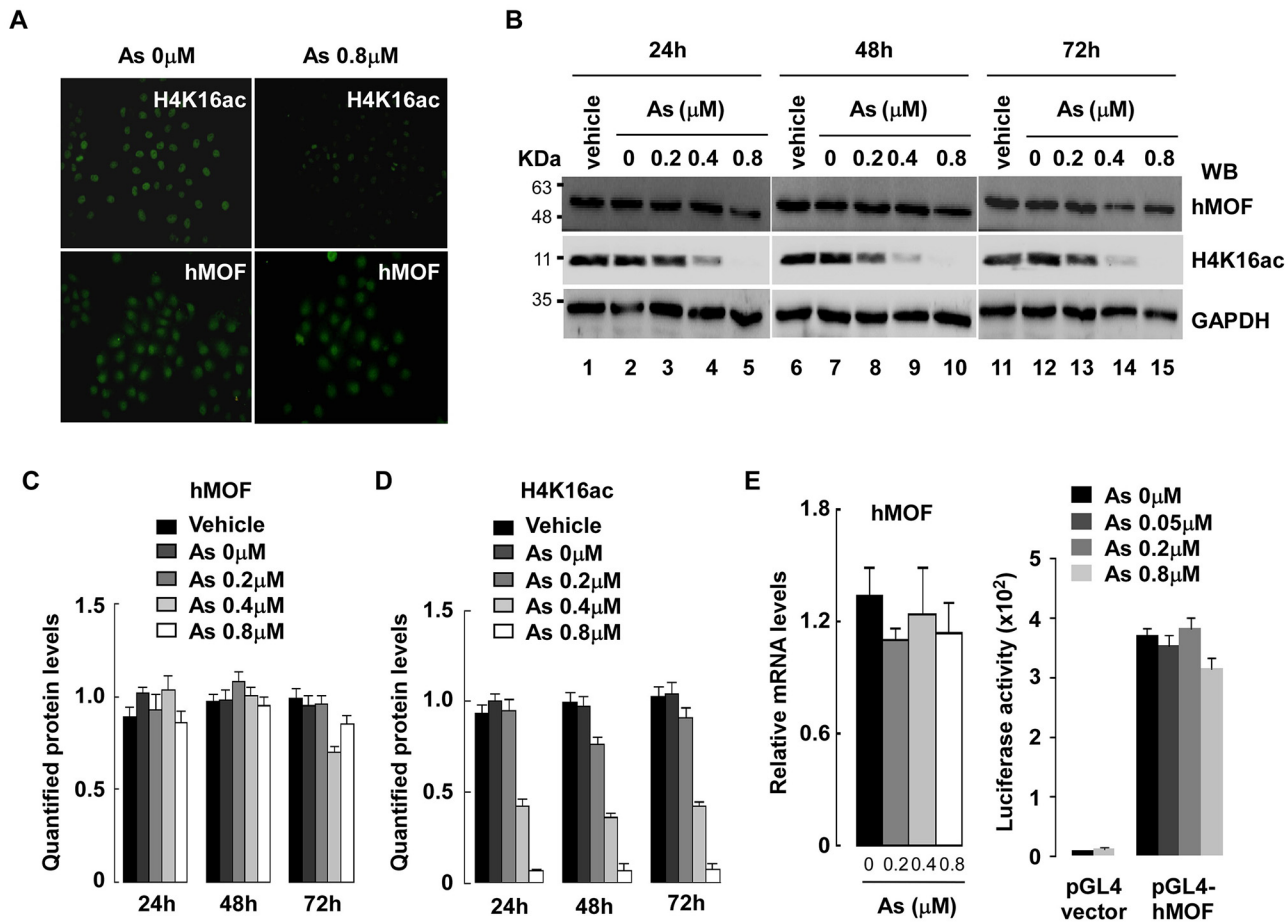 A
As 0μM
As 0.8μM
H4K16ac
H4K16ac
hMOF
hMOF
B
24h
48h
72h
vehicle
As (μM)
vehicle
As (μM)
vehicle
As (μM)
KDa
0 0.2 0.4 0.8
0 0.2 0.4 0.8
0 0.2 0.4 0.8
WB
63
48
hMOF
11
H4K16ac
35
GAPDH
1 2 3 4 5 6 7 8 9 10 11 12 13 14 15
C
hMOF
Vehicle
As 0μM
As 0.2μM
As 0.4μM
As 0.8μM
Quantified protein levels
1.5
1.0
0.5
0
24h 48h 72h
D
H4K16ac
Vehicle
As 0μM
As 0.2μM
As 0.4μM
As 0.8μM
Quantified protein levels
1.5
1.0
0.5
0
24h 48h 72h
E
hMOF
Relative mRNA levels
1.8
1.2
0.6
0
0 0.2 0.4 0.8
As (μM)
As 0μM
As 0.05μM
As 0.2μM
As 0.8μM
Luciferase activity (x10²)
5
4
3
2
1
0
pGL4
vector
pGL4-
hMOF